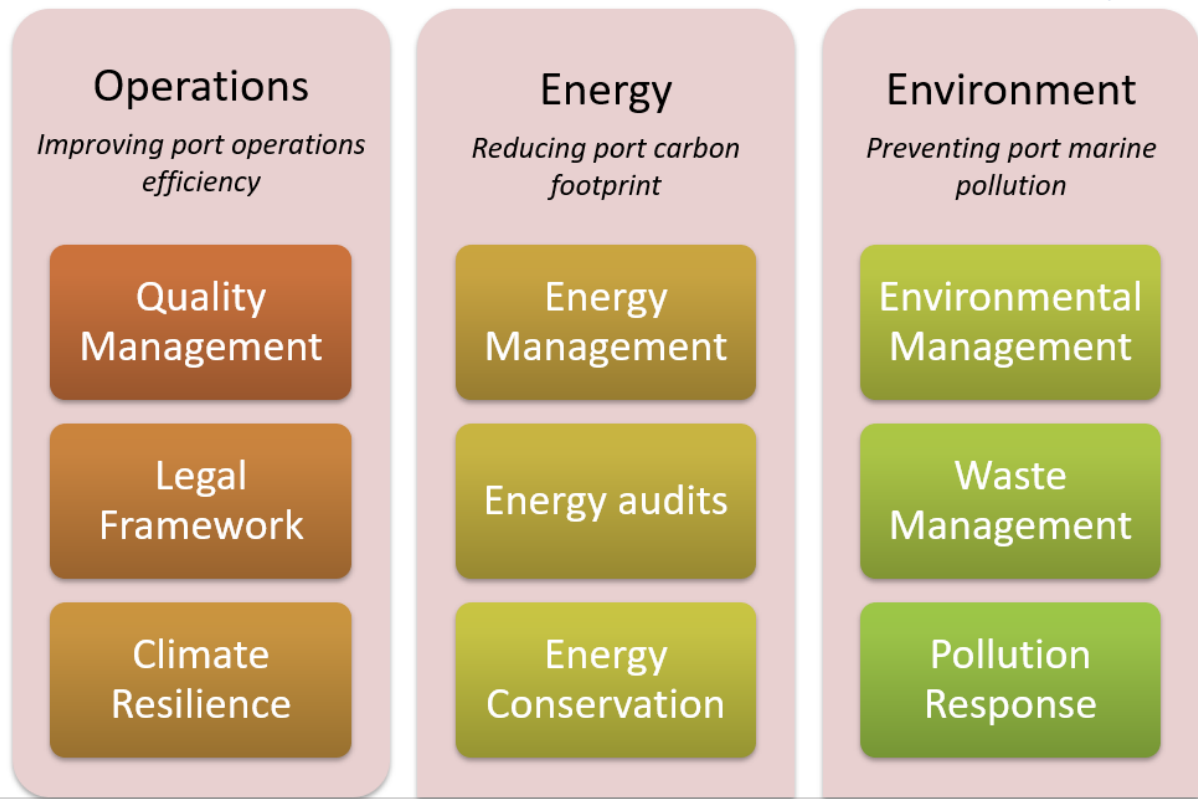 Operations
Improving port operations
efficiency
Quality
Management
Legal
Framework
Climate
Resilience
Energy
Reducing port carbon
footprint
Energy
Management
Energy audits
Energy
Conservation
Environment
Preventing port marine
pollution
Environmental
Management
Waste
Management
Pollution
Response